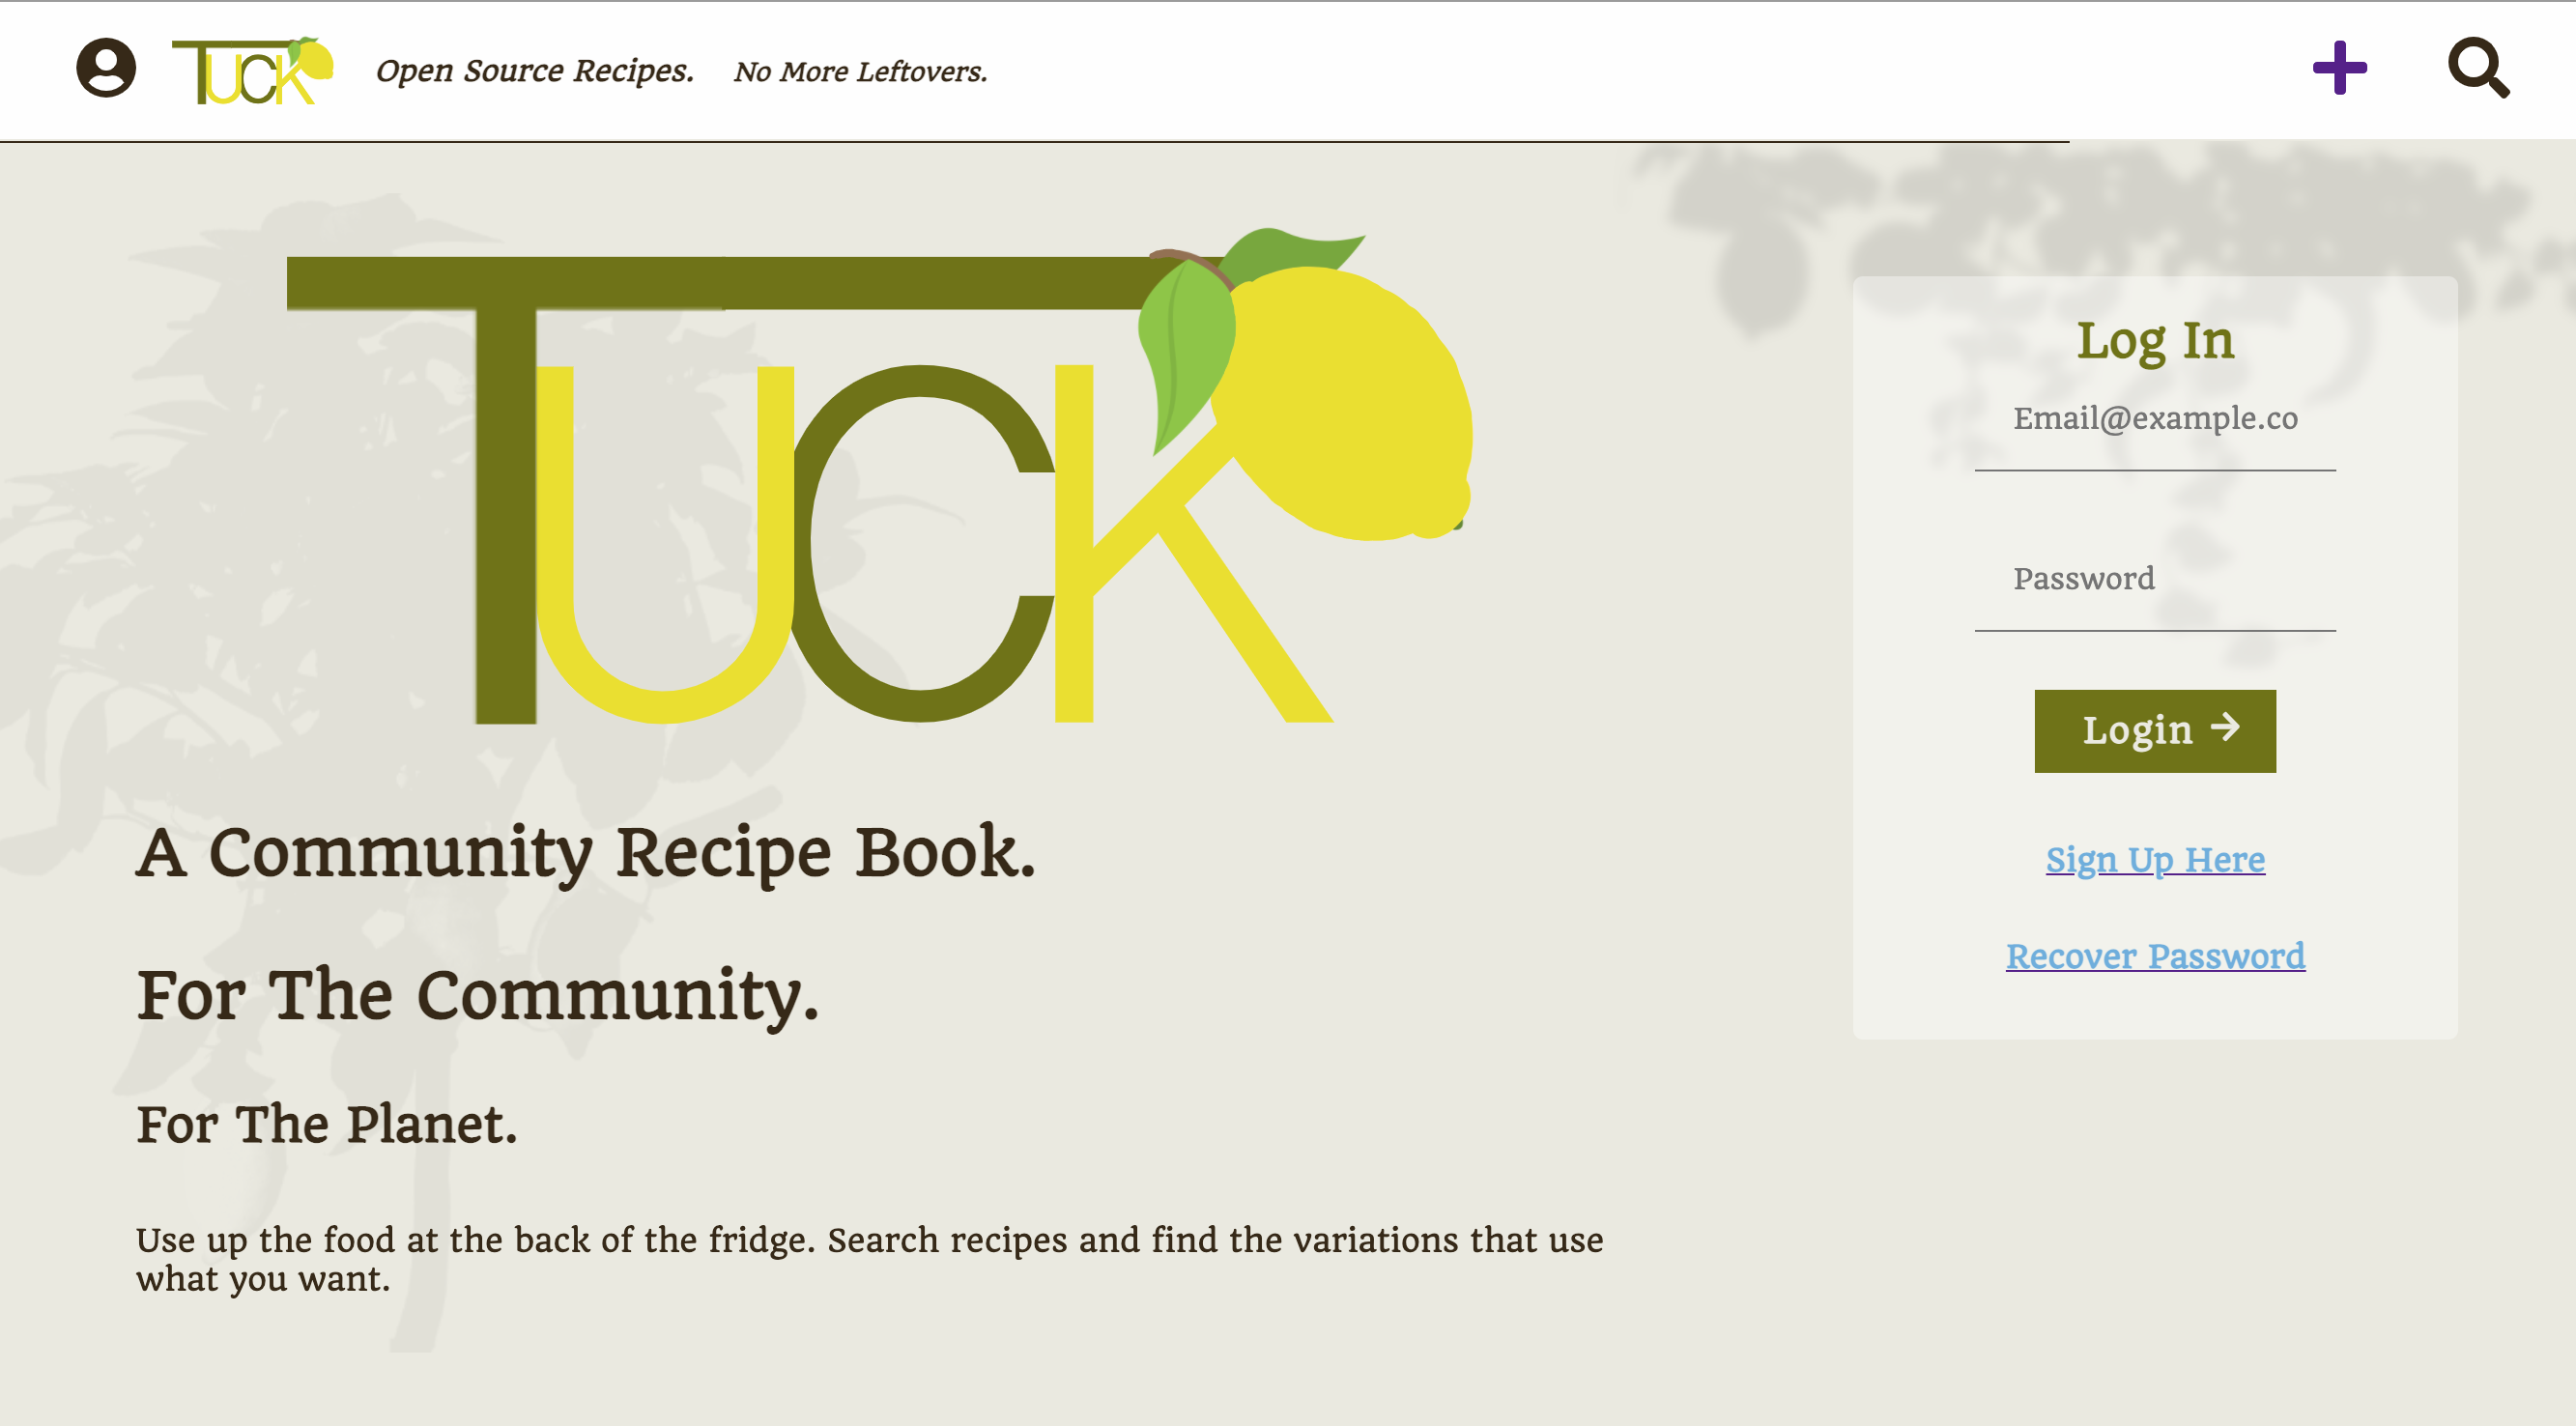 TUCK
Open Source Recipes.
No More Leftovers.
TUCK
A Community Recipe Book.
For The Community.
For The Planet.
Use up the food at the back of the fridge. Search recipes and find the variations that use
what you want.
Log In
Email@example.co
Password
Login
Sign Up Here
Recover Password